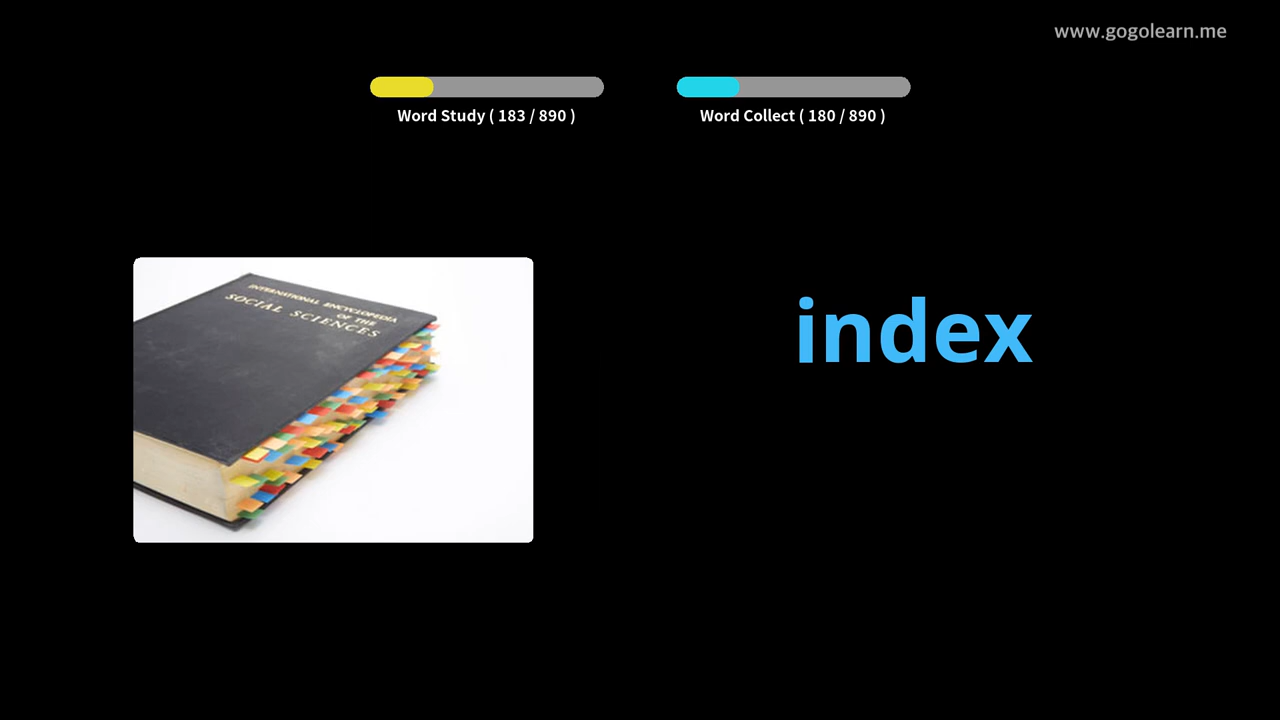 www.gogolearn.me
Word Study ( 183 / 890 )
Word Collect ( 180 / 890 )
INTERNATIONAL ENCYCLOPEDIA
OF THE
SOCIAL SCIENCES
index